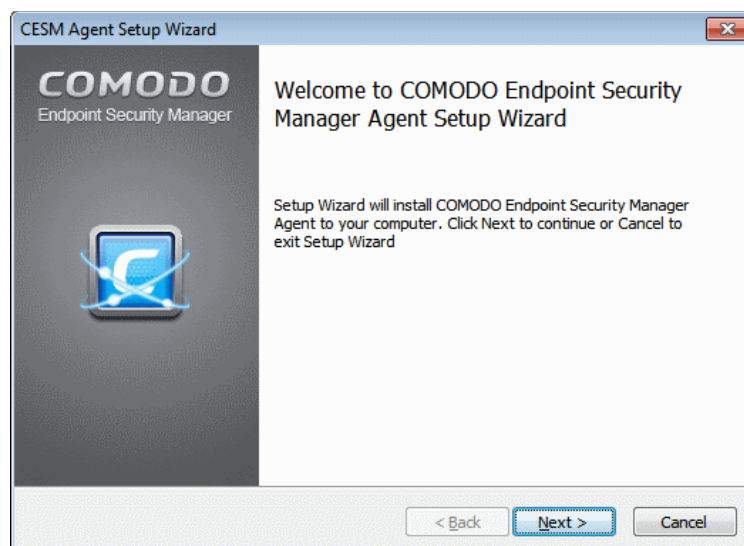 CESM Agent Setup Wizard
COMODO
Endpoint Security Manager
Welcome to COMODO Endpoint Security
Manager Agent Setup Wizard
Setup Wizard will install COMODO Endpoint Security Manager
Agent to your computer. Click Next to continue or Cancel to
exit Setup Wizard
< Back
Next >
Cancel